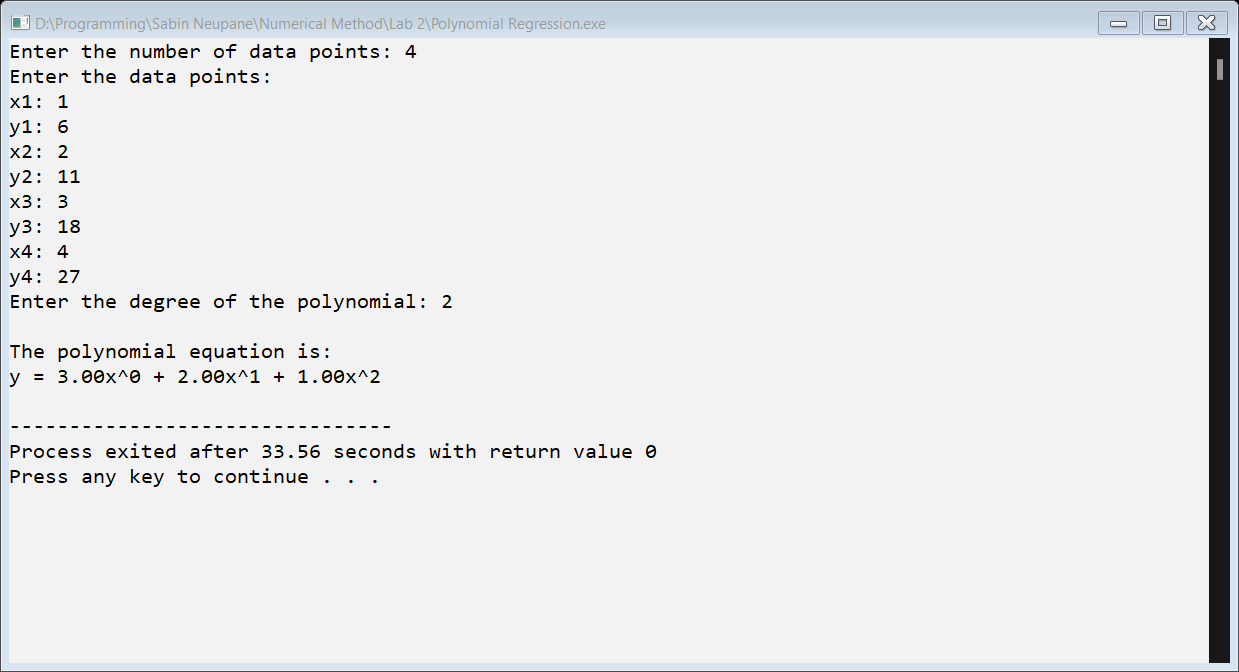 D:\Programming\Sabin Neupane\Numerical Method\Lab 2\Polynomial Regression.exe
Enter the number of data points: 4
Enter the data points:
x1: 1
y1: 6
x2: 2
y2: 11
x3: 3
y3: 18
x4: 4
y4: 27
Enter the degree of the polynomial: 2
The polynomial equation is:
y = 3.00x^0 + 2.00x^1 + 1.00x^2
--------------------------------
Process exited after 33.56 seconds with return value 0
Press any key to continue . . .